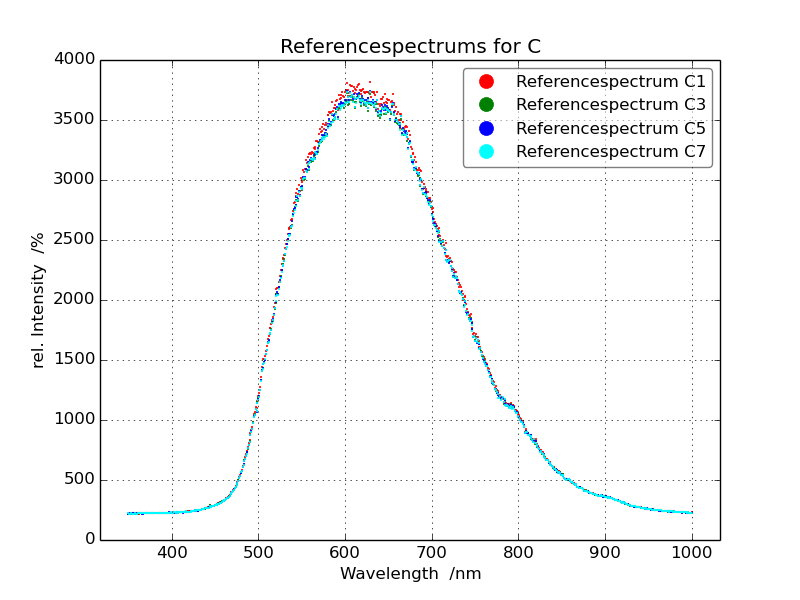 Referencespectrums for C
4000
3500
3000
2500
2000
1500
1000
500
0
rel. Intensity /%
Referencespectrum C1
Referencespectrum C3
Referencespectrum C5
Referencespectrum C7
400 500 600 700 800 900 1000
Wavelength /nm